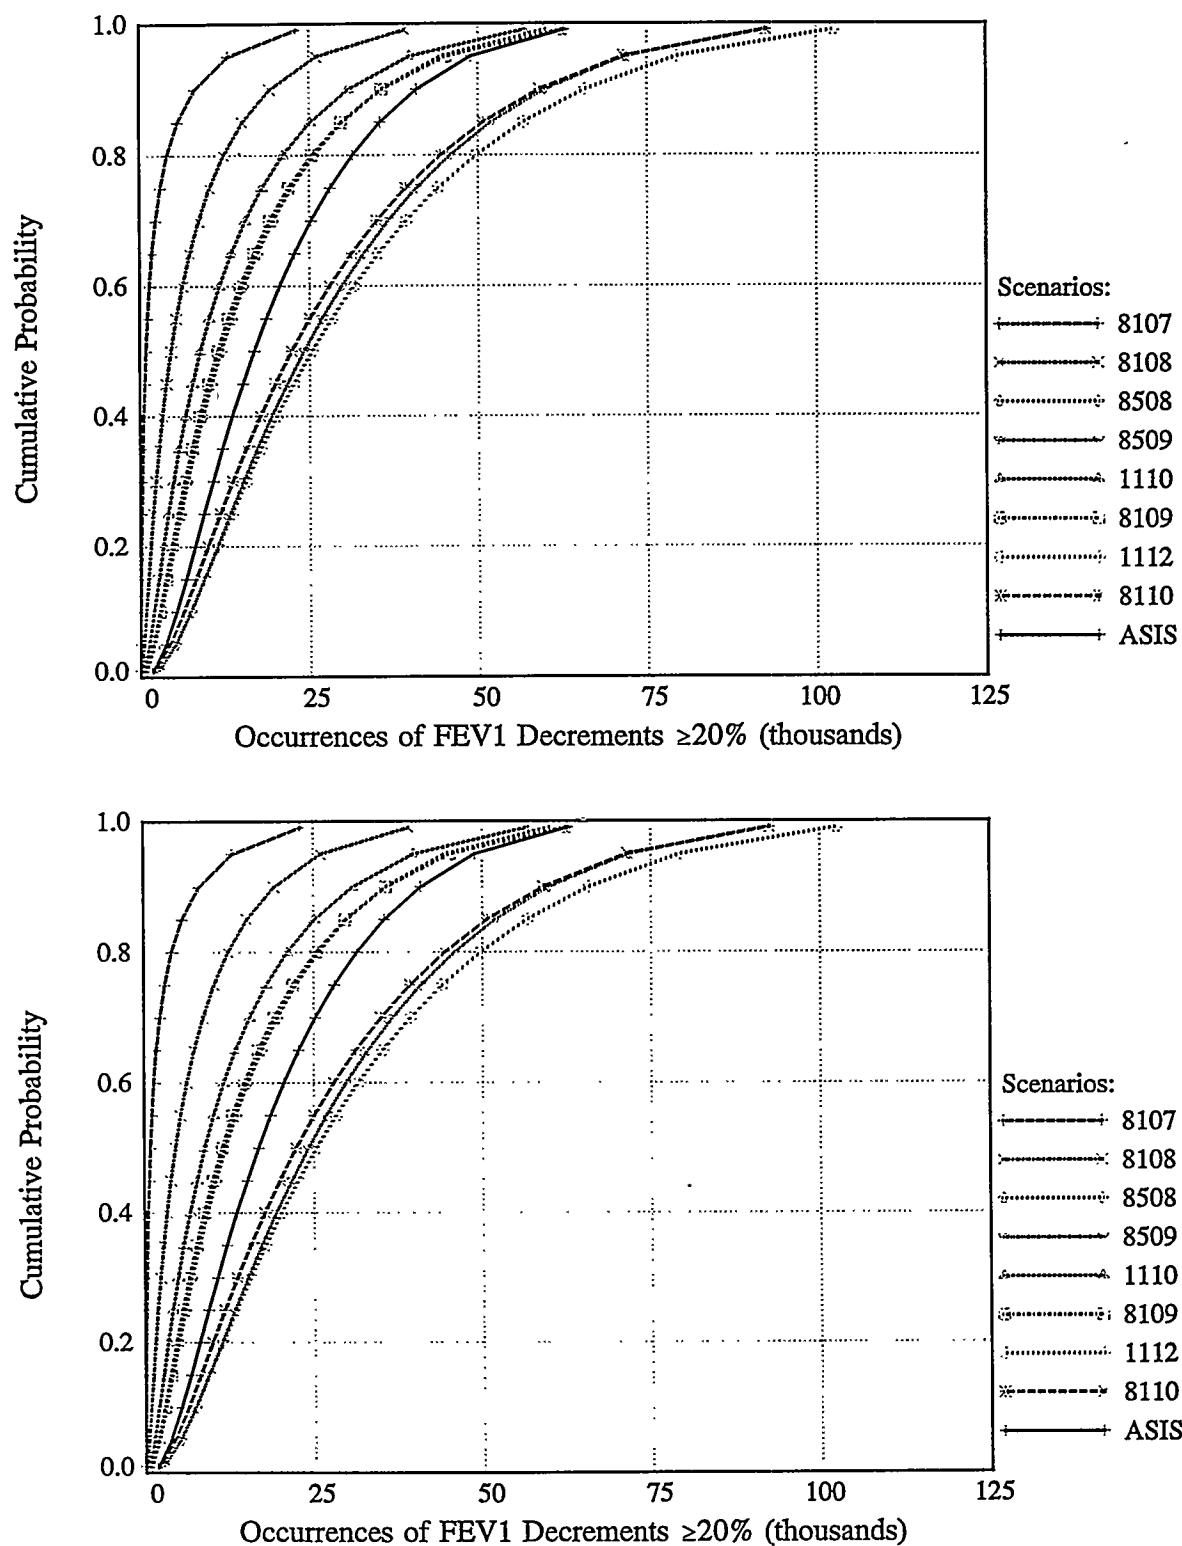 1.0
0.8
0.6
0.4
0.2
0.0
Cumulative Probability
0 25 50 75 100 125
Occurrences of FEV1 Decrements ≥20% (thousands)
Scenarios:
8107
8108
8508
8509
1110
8109
1112
8110
ASIS
1.0
0.8
0.6
0.4
0.2
0.0
Cumulative Probability
0 25 50 75 100 125
Occurrences of FEV1 Decrements ≥20% (thousands)
Scenarios:
8107
8108
8508
8509
1110
8109
1112
8110
ASIS